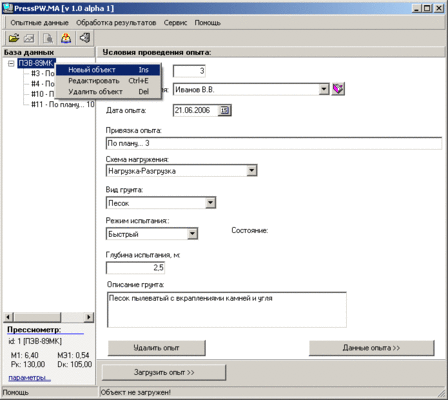 PressPW.MA [v 1.0 alpha 1]
Опытные данные Обработка результатов Сервис Помощь
База данных
Условия проведения опыта:
ПЭВ-89МК
Новый объект Ins
Редактировать Ctrl+E
Удалить объект Del
#3 - По
#4 - По
#10 - П
#11 - По плану... 10
3
Иванов В.В.
Дата опыта: 21.06.2006
Привязка опыта:
По плану... 3
Схема нагружения:
Нагрузка-Разгрузка
Вид грунта:
Песок
Режим испытания::
Состояние:
Быстрый
Глубина испытания, м:
2,5
Описание грунта:
Песок пылеватый с вкраплениями камней и угля
Прессиометр:
id: 1 [ПЭВ-89МК]
М1: 6,40 МЭ1: 0,54
Рк: 130,00 Dк: 105,00
параметры...
Удалить опыт
Данные опыта >>
Загрузить опыт >>
Помощь
Объект не загружен!